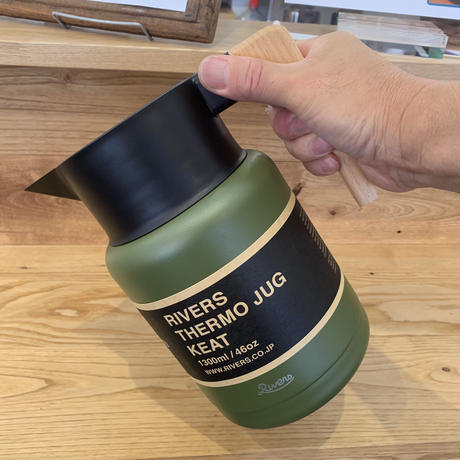 RIVERS
THERMO JUG
KEAT
1300ml / 46oz
WWW.RIVERS.CO.JP
Rivers